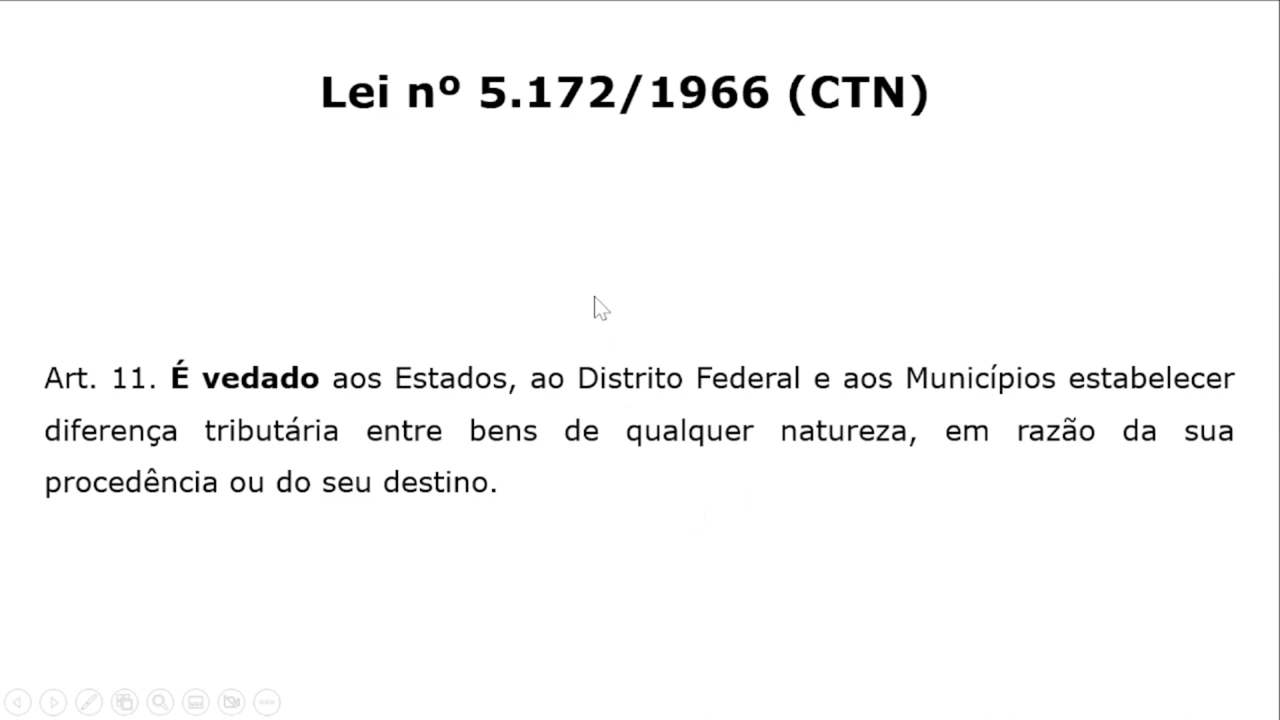 Lei nº 5.172/1966 (CTN)
Art. 11. É vedado aos Estados, ao Distrito Federal e aos Municípios estabelecer
diferença tributária entre bens de qualquer natureza, em razão da sua
procedência ou do seu destino.